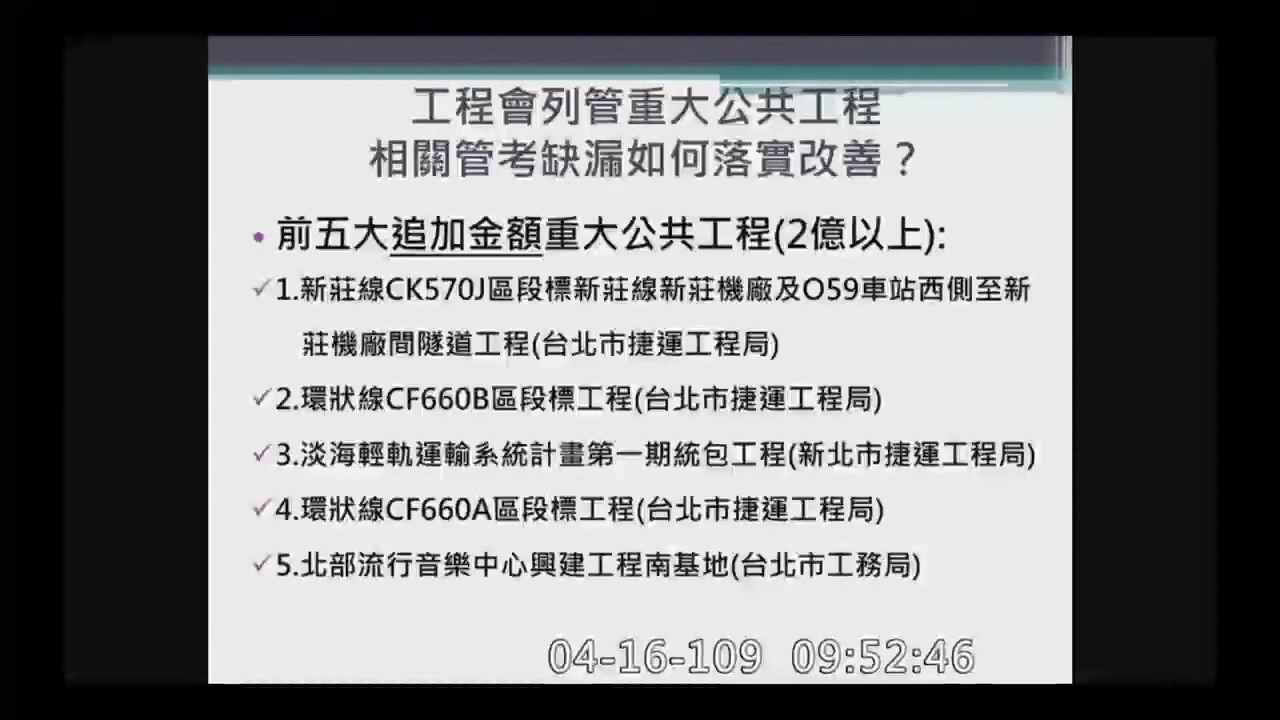 工程會列管重大公共工程
相關管考缺漏如何落實改善？
• 前五大追加金額重大公共工程(2億以上):
✓1.新莊線CK570J區段標新莊線新莊機廠及O59車站西側至新
莊機廠間隧道工程(台北市捷運工程局)
✓2.環狀線CF660B區段標工程(台北市捷運工程局)
✓3.淡海輕軌運輸系統計畫第一期統包工程(新北市捷運工程局)
✓4.環狀線CF660A區段標工程(台北市捷運工程局)
✓5.北部流行音樂中心興建工程南基地(台北市工務局)
04-16-109 09:52:46